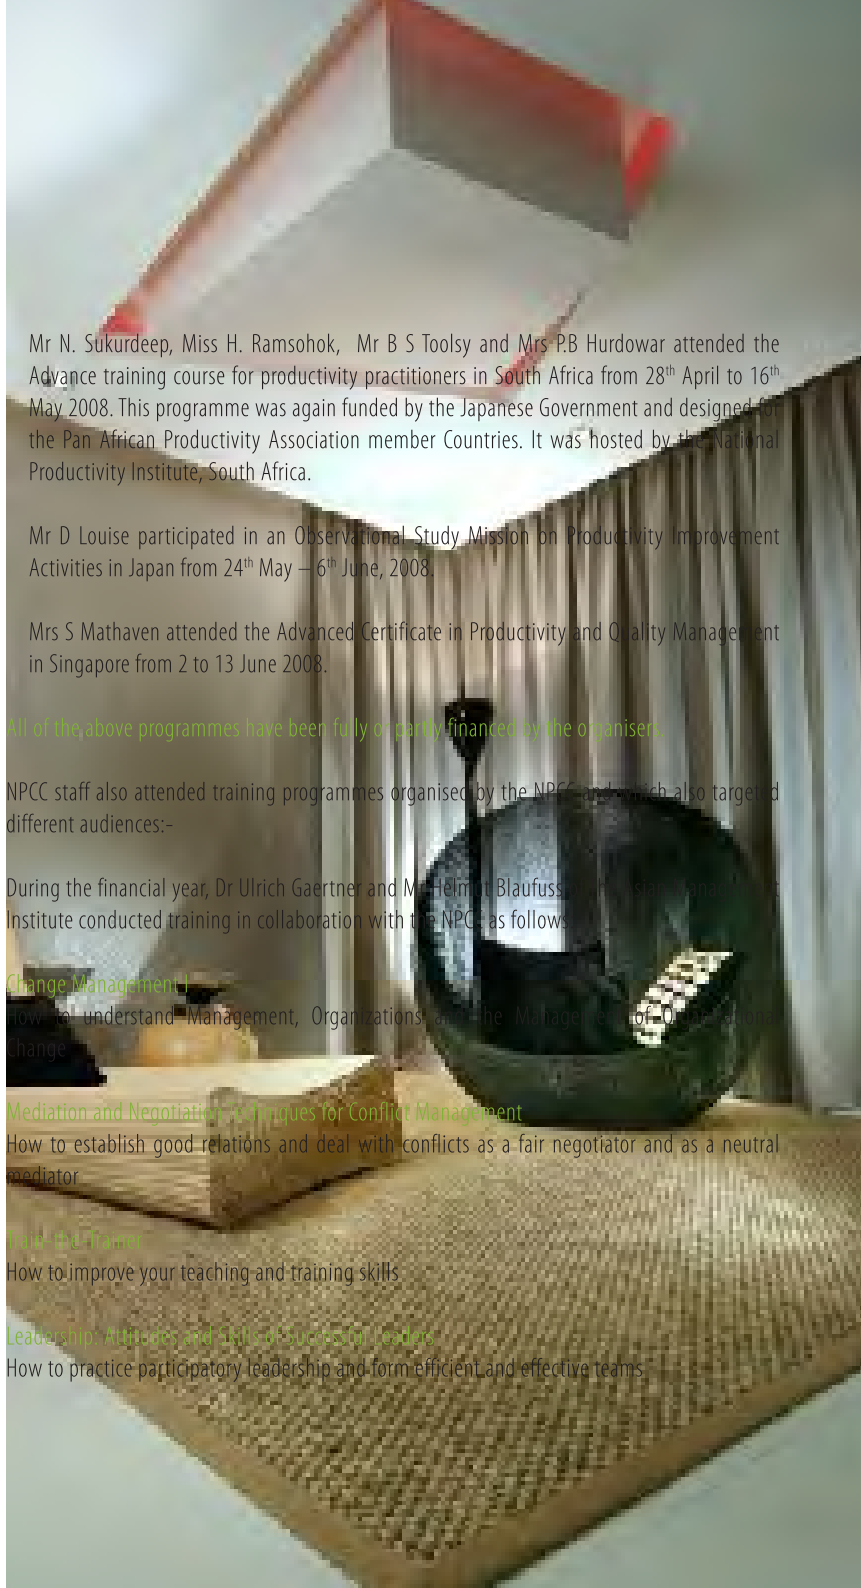 Mr N. Sukurdeep, Miss H. Ramsohok, Mr B S Toolsy and Mrs P.B Hurdowar attended the
Advance training course for productivity practitioners in South Africa from 28th April to 16th
May 2008. This programme was again funded by the Japanese Government and designed for
the Pan African Productivity Association member Countries. It was hosted by the National
Productivity Institute, South Africa.
Mr D Louise participated in an Observational Study Mission on Productivity Improvement
Activities in Japan from 24th May – 6th June, 2008.
Mrs S Mathaven attended the Advanced Certificate in Productivity and Quality Management
in Singapore from 2 to 13 June 2008.
All of the above programmes have been fully or partly financed by the organisers.
NPCC staff also attended training programmes organised by the NPCC and which also targeted
different audiences:-
During the financial year, Dr Ulrich Gaertner and Mr Helmut Blaufuss
Institute conducted training in collaboration with the NPCC as follows
Change Management I
How to understand Management, Organizations and the Management of Organizational
Change
Mediation and Negotiation Techniques for Conflict Management
How to establish good relations and deal with conflicts as a fair negotiator and as a neutral
mediator
Train the Trainer
How to improve your teaching and training skills
Leadership: Attitudes and Skills of Successful Leaders
How to practice participatory leadership and form efficient and effective teams